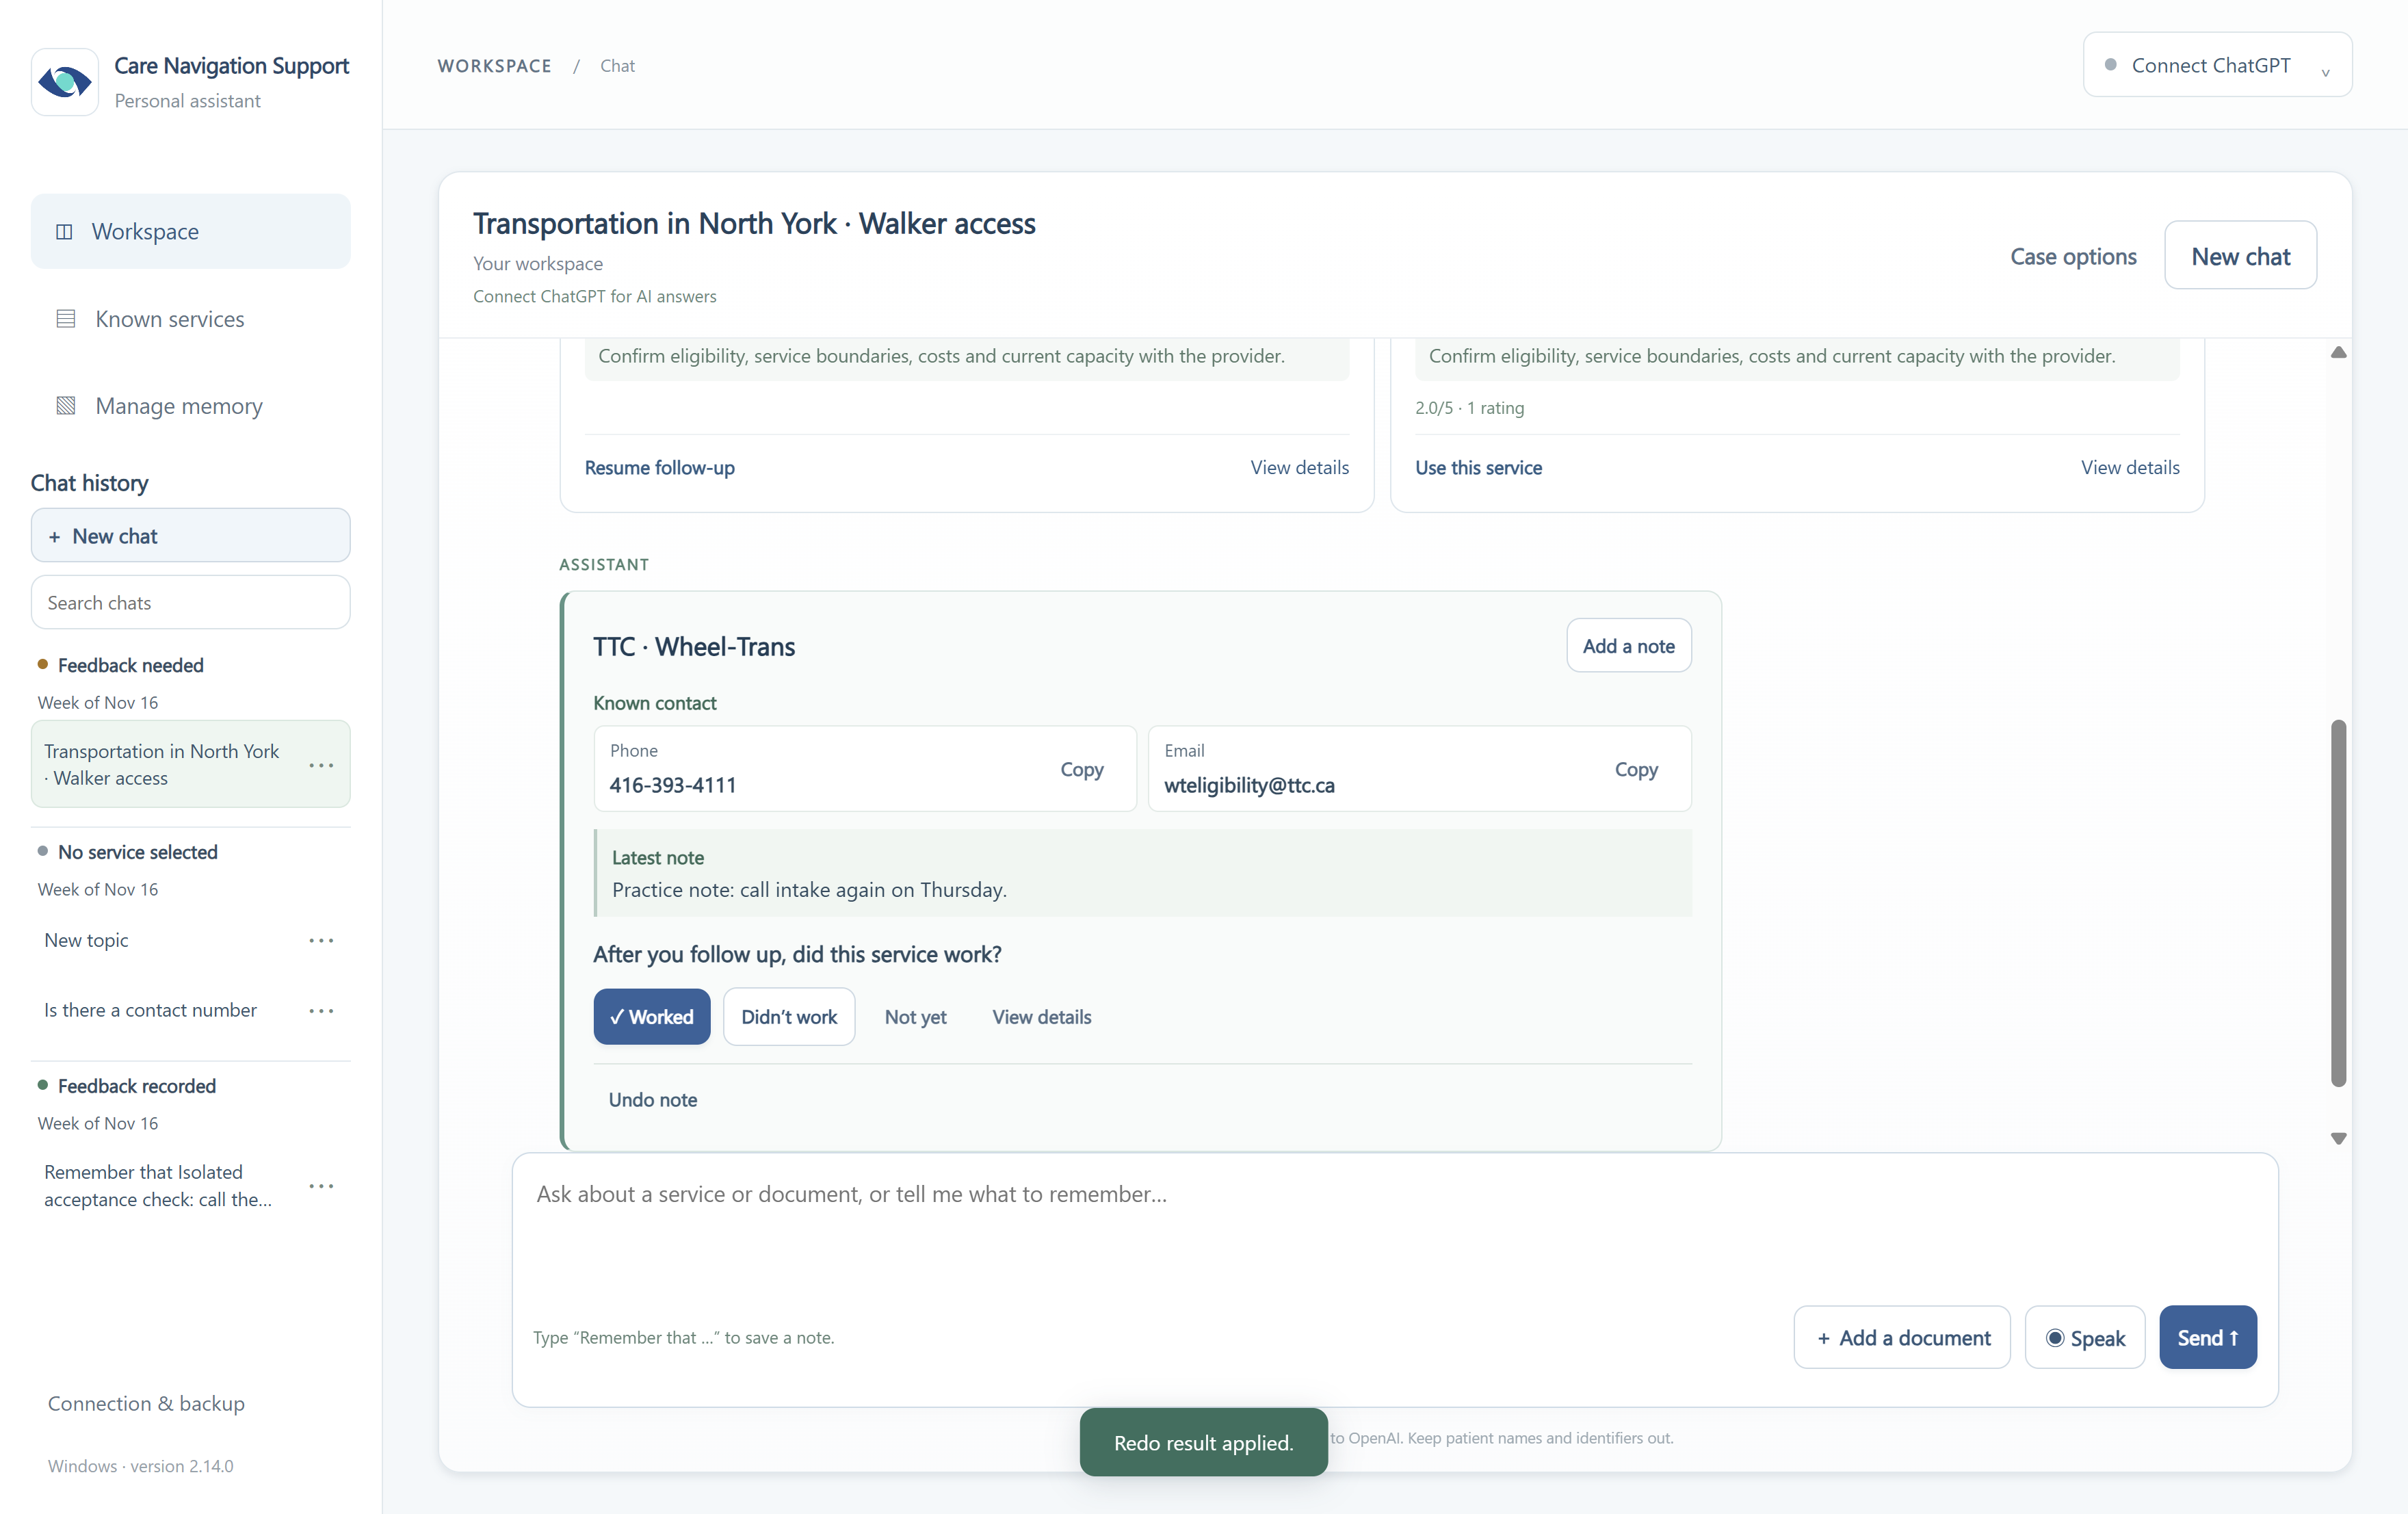 Care Navigation Support
Personal assistant
Workspace
Known services
Manage memory
Chat history
+ New chat
Search chats
Feedback needed
Week of Nov 16
Transportation in North York
· Walker access
No service selected
Week of Nov 16
New topic
Is there a contact number
Feedback recorded
Week of Nov 16
Remember that Isolated
acceptance check: call the...
Connection & backup
Windows · version 2.14.0
WORKSPACE / Chat
Connect ChatGPT
Transportation in North York · Walker access
Your workspace
Connect ChatGPT for AI answers
Case options
New chat
Confirm eligibility, service boundaries, costs and current capacity with the provider.
Resume follow-up
View details
Confirm eligibility, service boundaries, costs and current capacity with the provider.
2.0/5 · 1 rating
Use this service
View details
ASSISTANT
TTC · Wheel-Trans
Add a note
Known contact
Phone
416-393-4111
Copy
Email
wteligibility@ttc.ca
Copy
Latest note
Practice note: call intake again on Thursday.
After you follow up, did this service work?
✓ Worked
Didn’t work
Not yet
View details
Undo note
Ask about a service or document, or tell me what to remember...
Type “Remember that ...” to save a note.
+ Add a document
Speak
Send ↑
Redo result applied.
to OpenAI. Keep patient names and identifiers out.